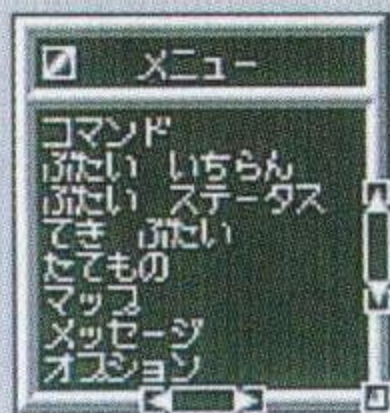 メニュー
コマンド
ぶたい いちらん
ぶたい ステータス
てき ぶたい
たてもの
マップ
メッセージ
オプション